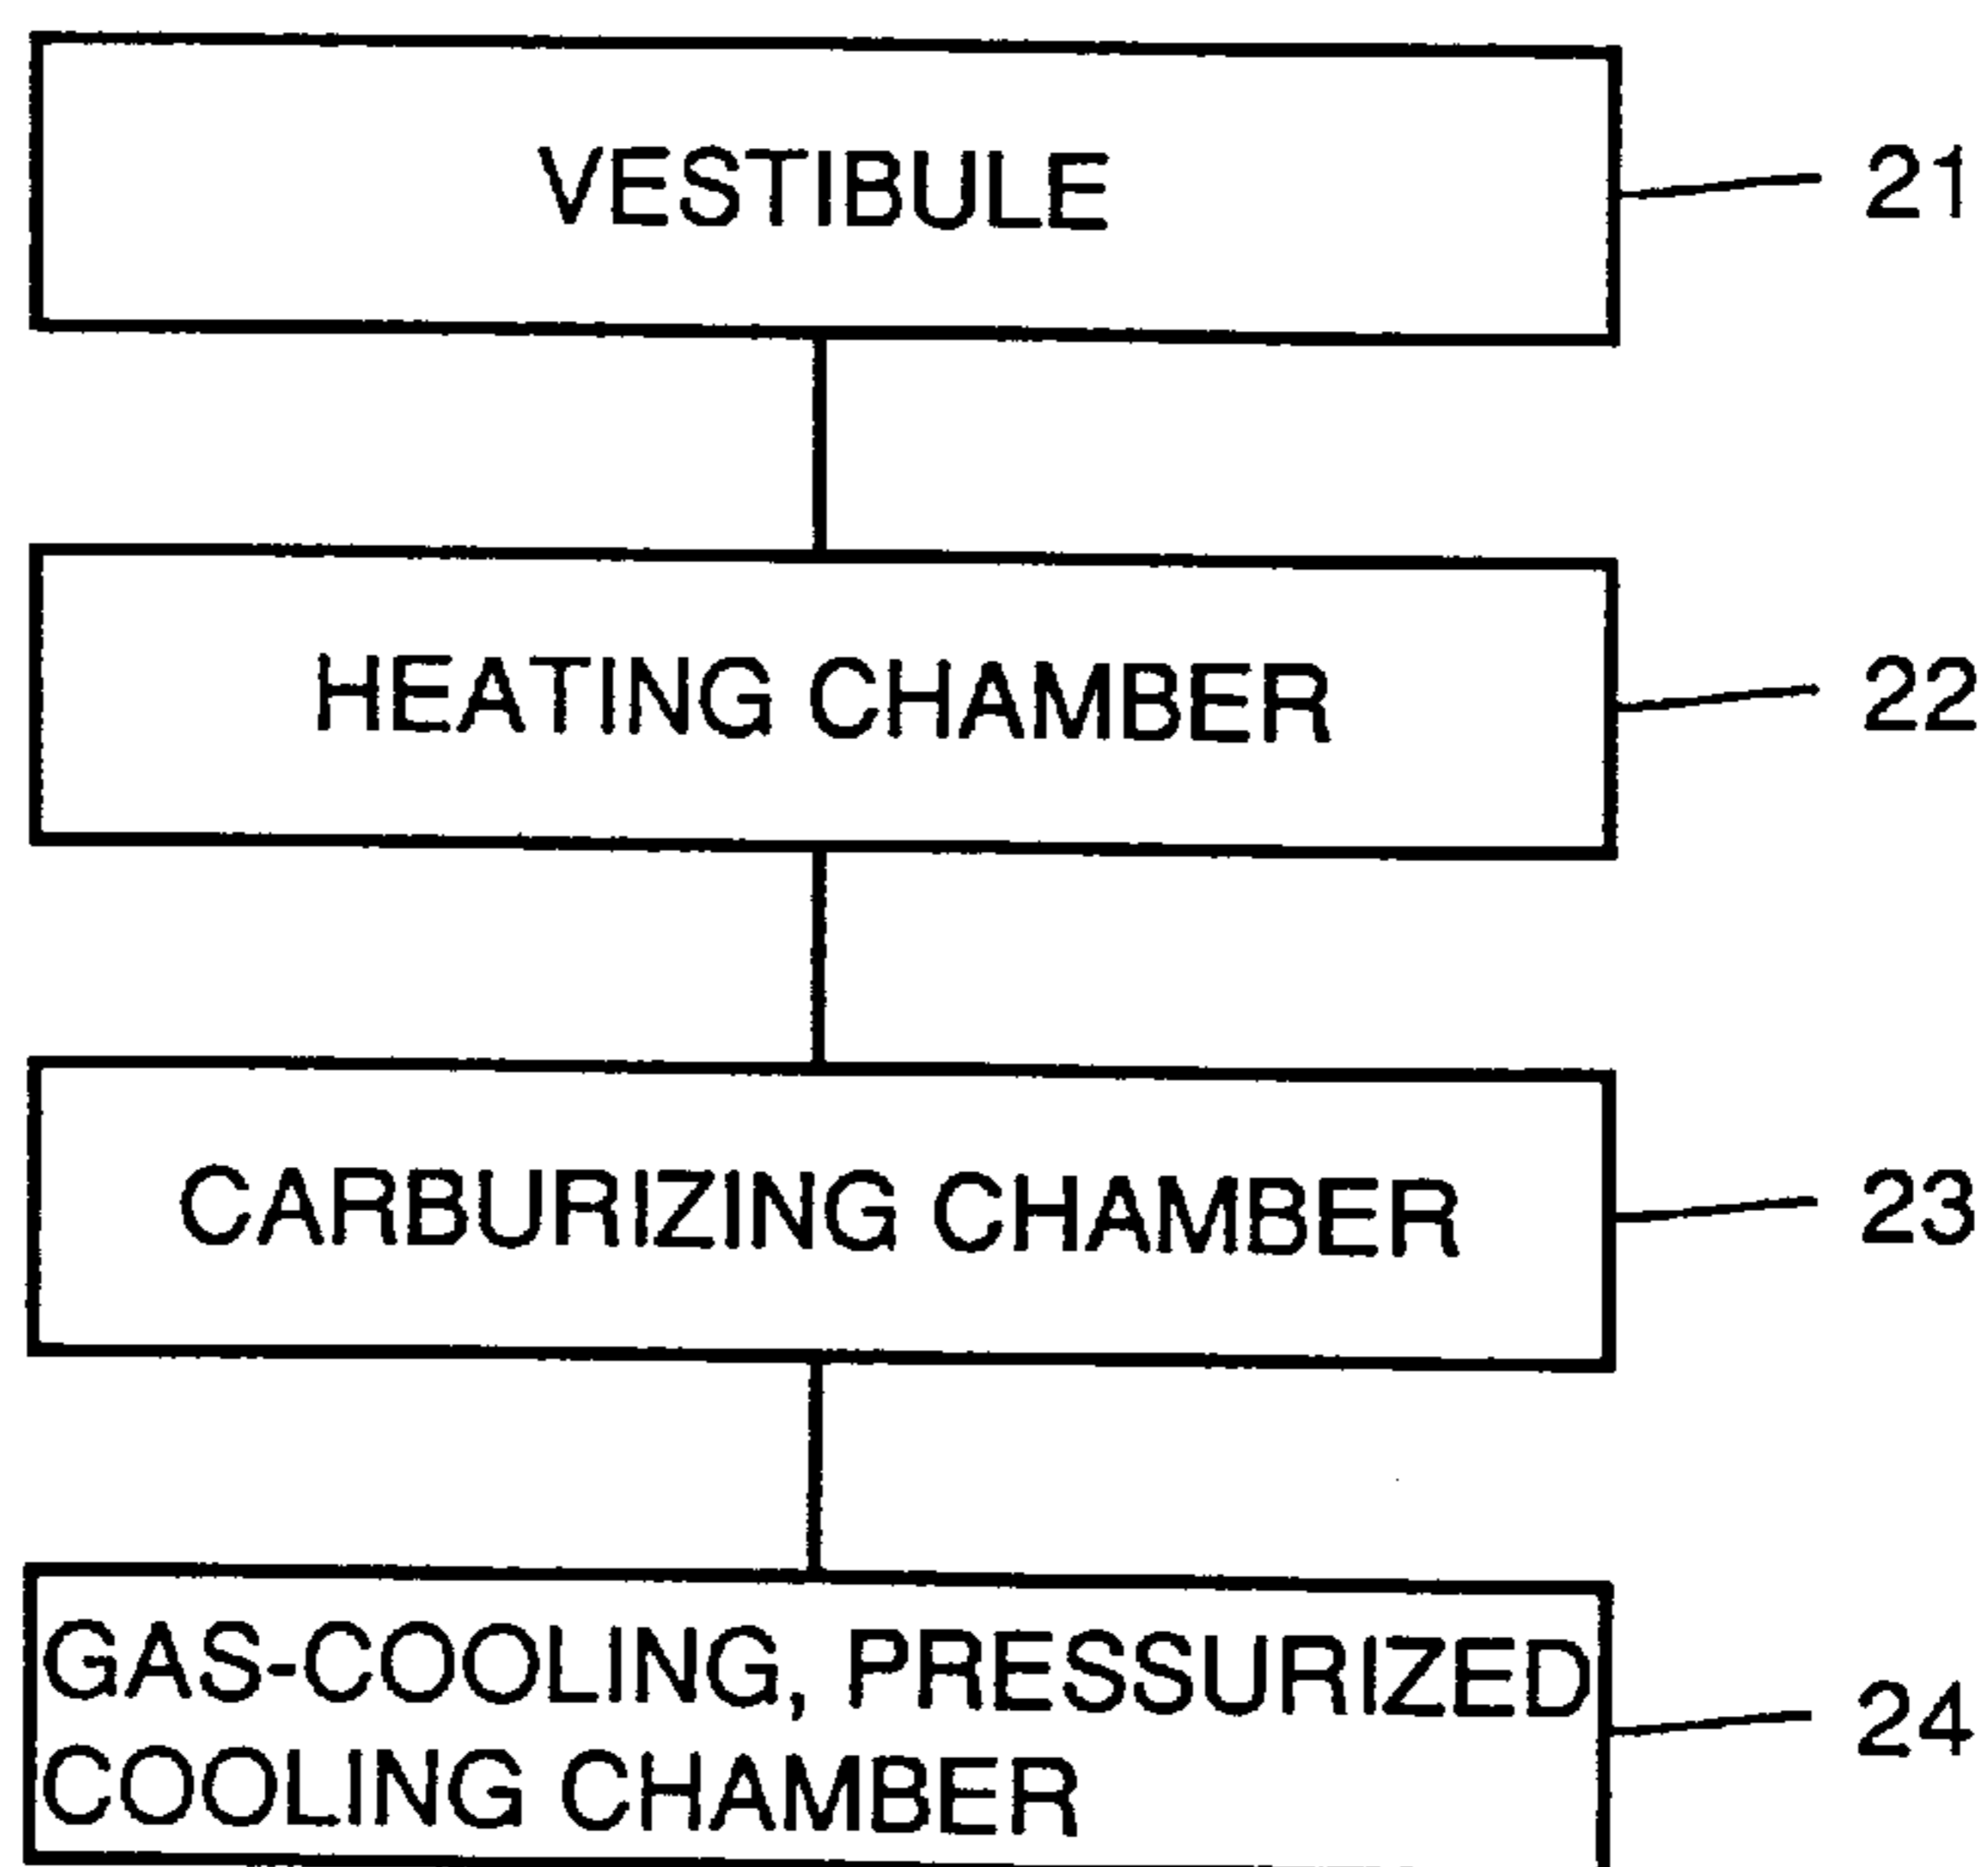 VESTIBULE
21
HEATING CHAMBER
22
CARBURIZING CHAMBER
23
GAS-COOLING, PRESSURIZED
COOLING CHAMBER
24